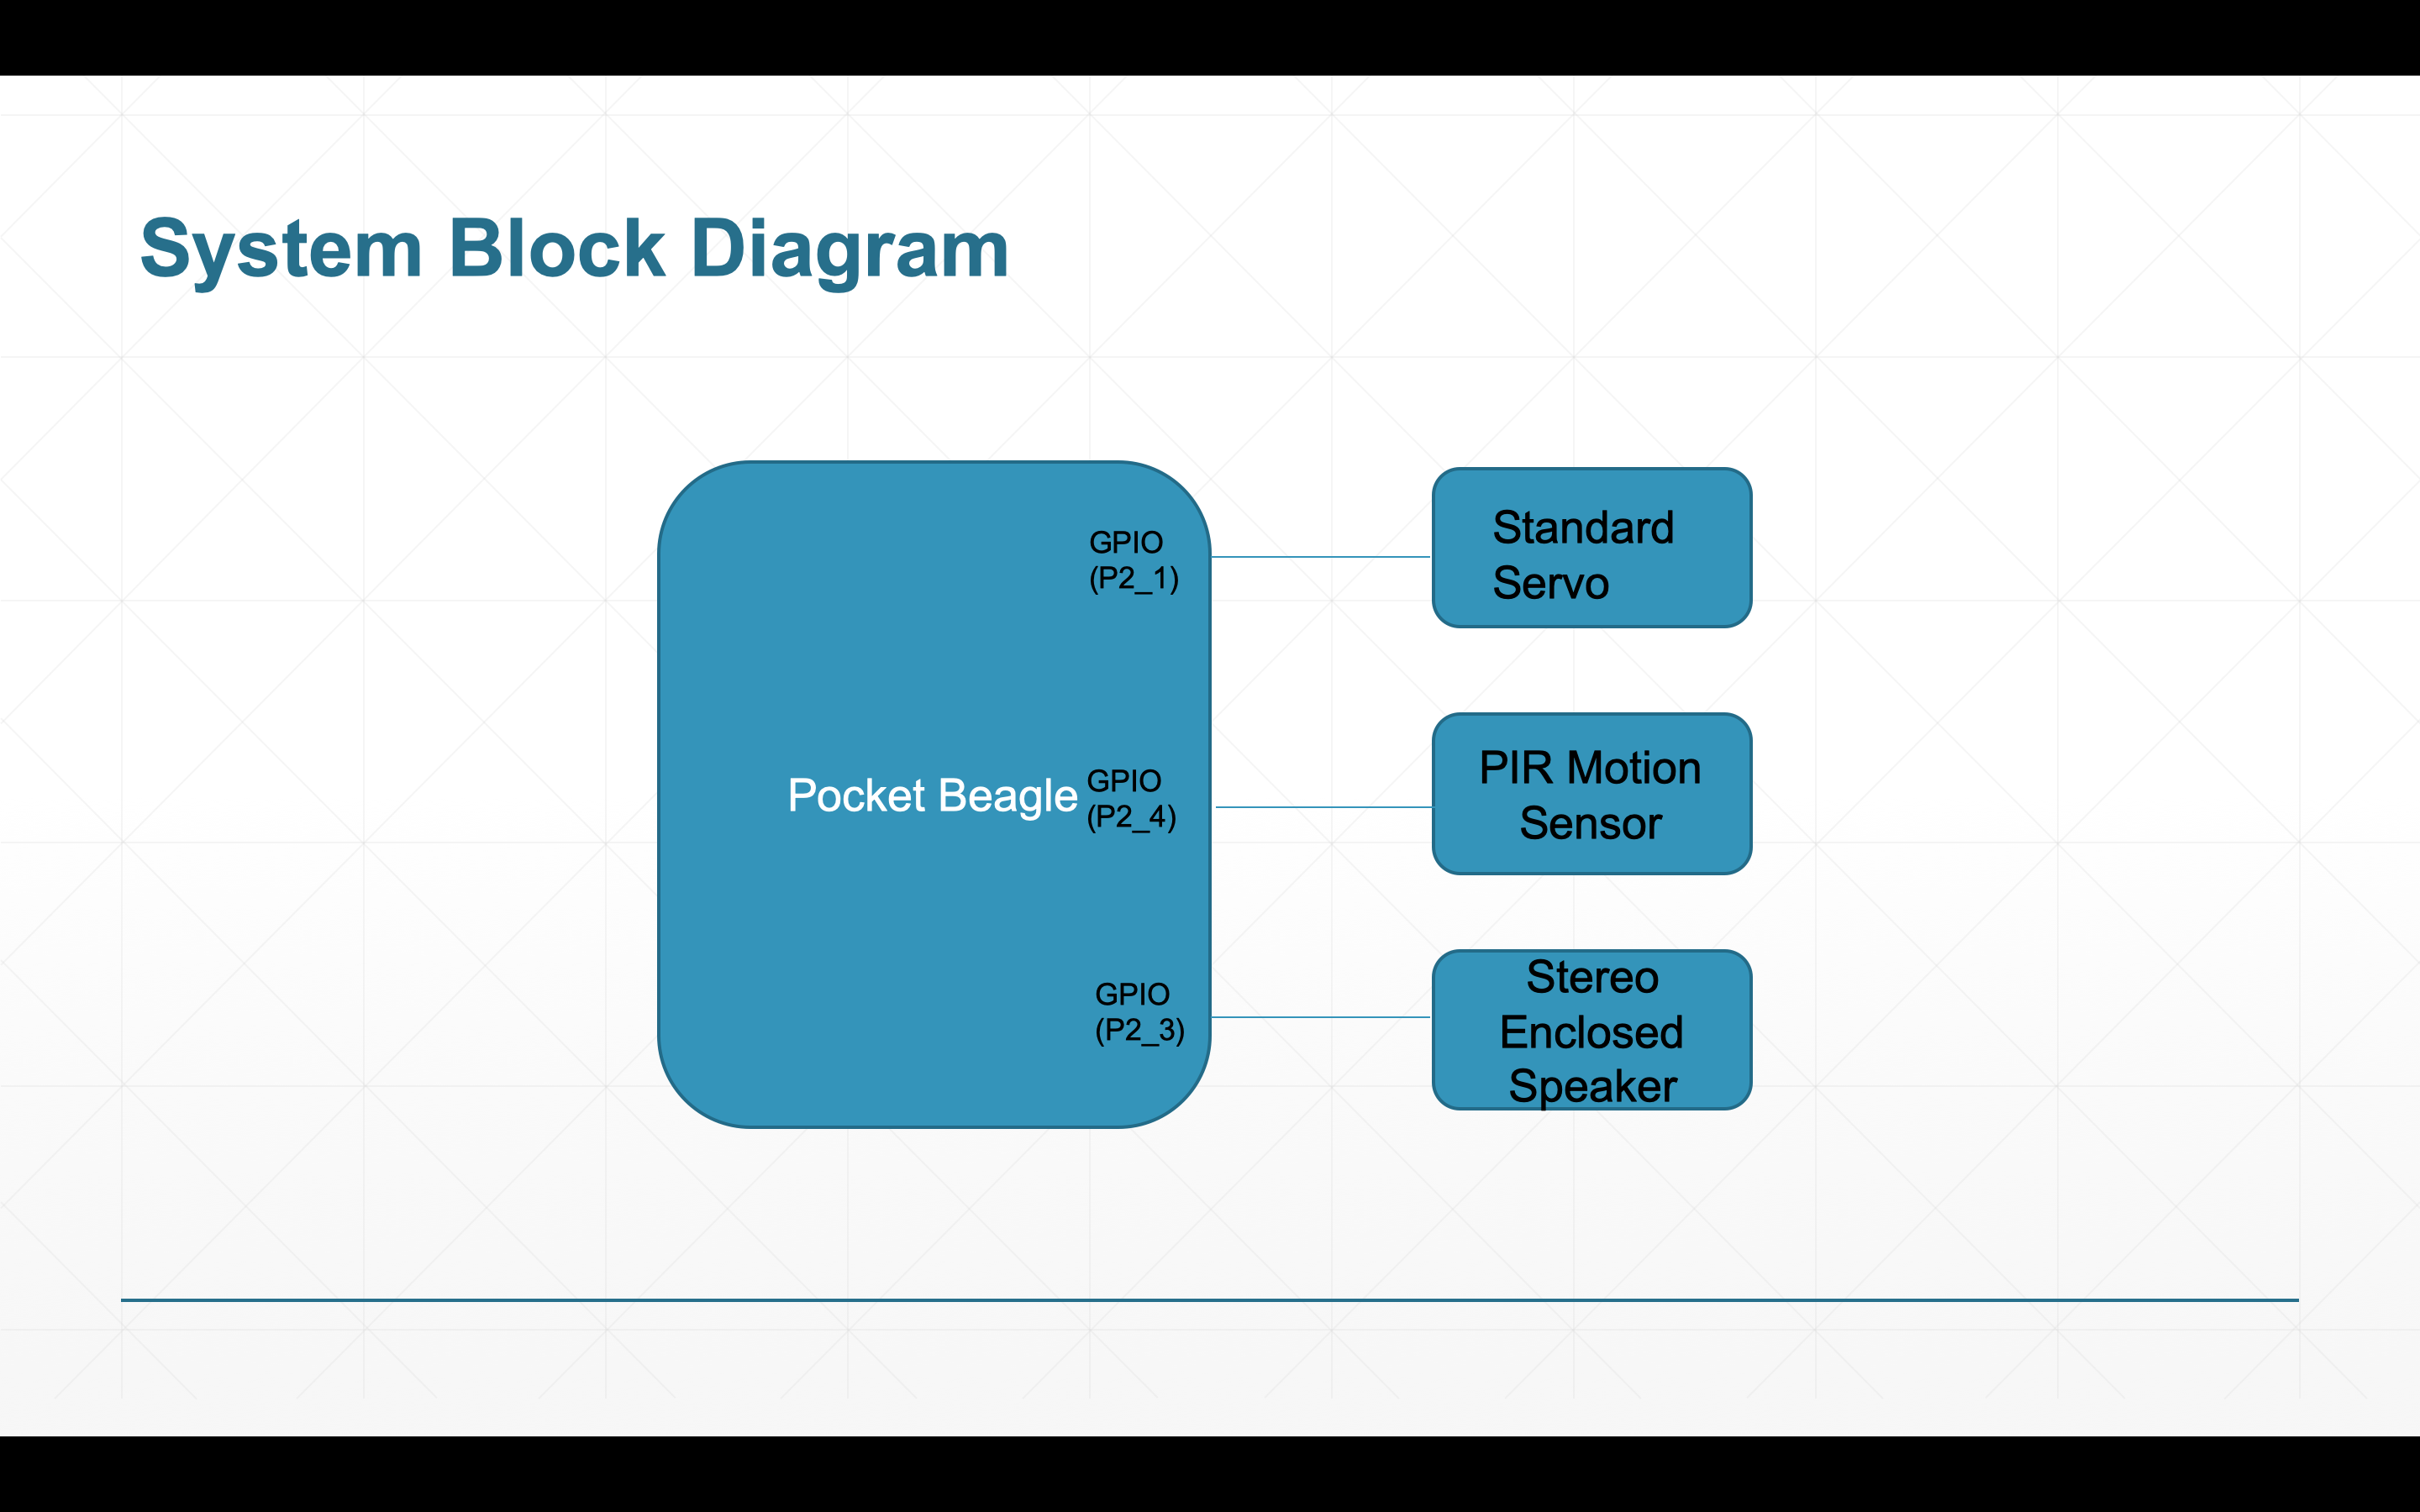 System Block Diagram
GPIO
(P2_1)
Standard
Servo
Pocket Beagle
GPIO
(P2_4)
PIR Motion
Sensor
GPIO
(P2_3)
Stereo
Enclosed
Speaker